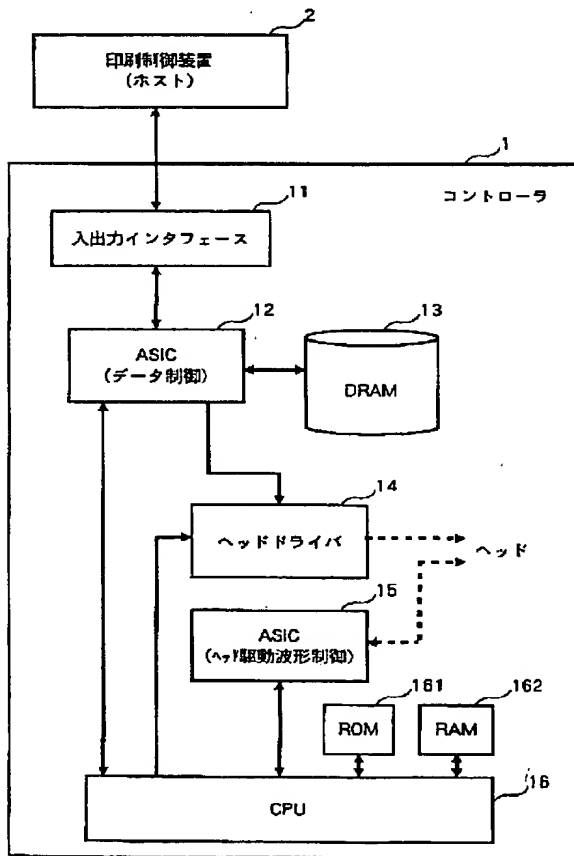 2
印刷制御装置
(ホスト)
1
コントローラ
11
入出力インタフェース
12
ASIC
(データ制御)
13
DRAM
14
ヘッドドライバ
ヘッド
15
ASIC
(ヘッド駆動波形制御)
161
ROM
162
RAM
16
CPU